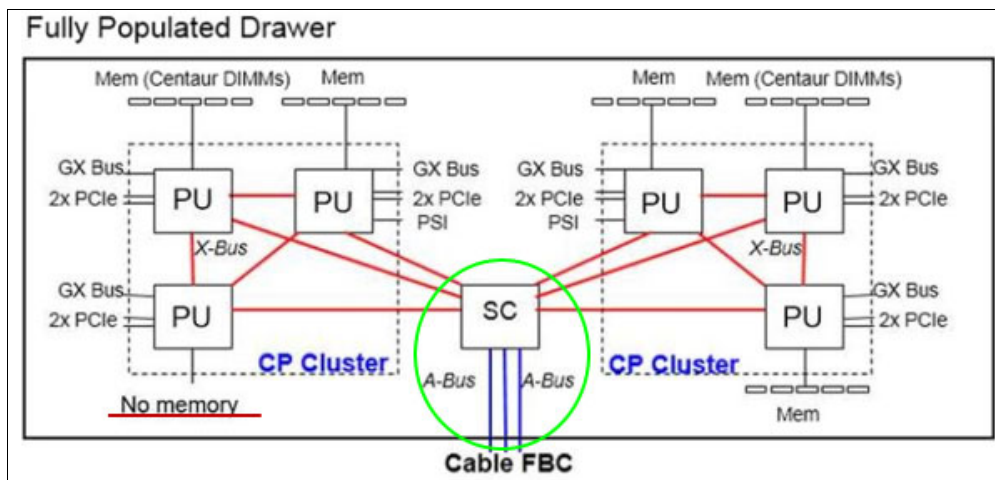 Fully Populated Drawer
Mem (Centaur DIMMs) Mem
Mem Mem (Centaur DIMMs)
GX Bus
2x PCIe
PU
PU
GX Bus
2x PCIe
PSI
X-Bus
GX Bus
2x PCIe
PU
CP Cluster
No memory
GX Bus
2x PCIe
PSI
PU
PU
GX Bus
2x PCIe
X-Bus
PU
GX Bus
2x PCIe
CP Cluster
Mem
SC
A-Bus A-Bus
Cable FBC